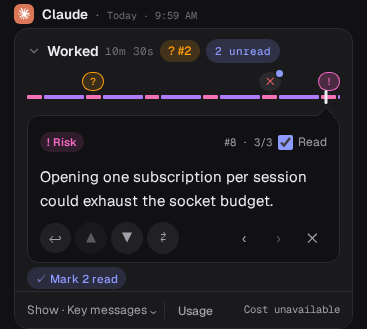 Claude · Today · 9:59 AM
Worked 10m 30s ? #2 2 unread
? ✕ !
! Risk #8 · 3/3 Read
Opening one subscription per session
could exhaust the socket budget.
✓ Mark 2 read
Show · Key messages Usage Cost unavailable